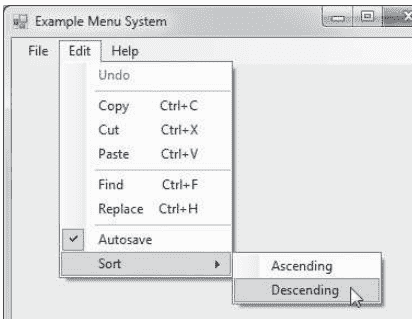 Example Menu System
File Edit Help
Undo
Copy Ctrl+C
Cut Ctrl+X
Paste Ctrl+V
Find Ctrl+F
Replace Ctrl+H
Autosave
Sort
Ascending
Descending